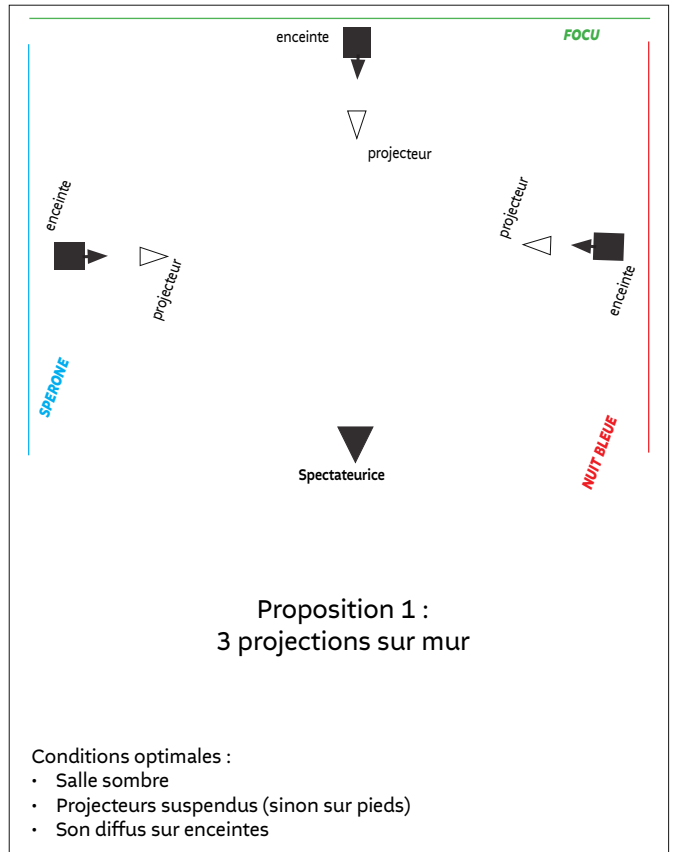 enceinte
FOCU
projecteur
enceinte
projecteur
projecteur
enceinte
SPERONE
NUIT BLEUE
Spectateurice
Proposition 1 :
3 projections sur mur
Conditions optimales :
• Salle sombre
• Projecteurs suspendus (sinon sur pieds)
• Son diffus sur enceintes